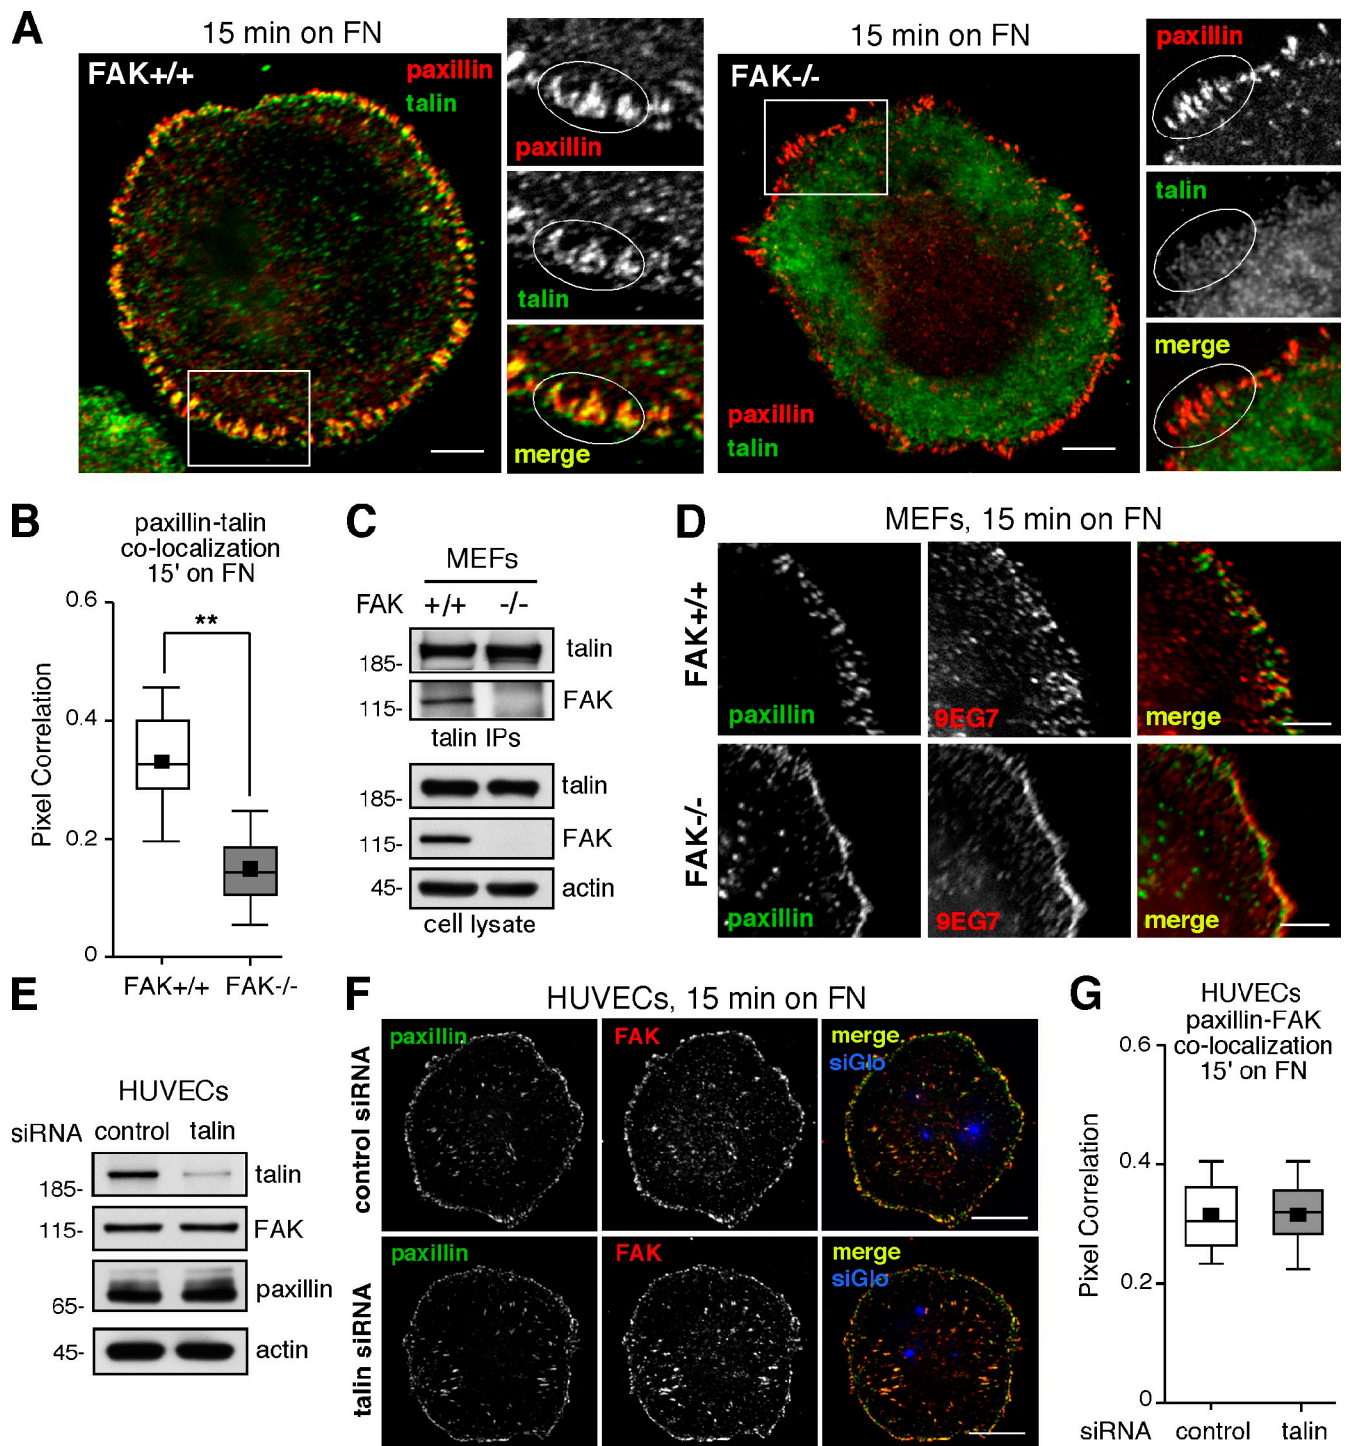 A
15 min on FN
FAK+/+
paxillin
talin
paxillin
talin
merge
15 min on FN
FAK-/-
paxillin
talin
paxillin
talin
merge
B
paxillin-talin
co-localization
15' on FN
Pixel Correlation
0.6
0.4
0.2
0
**
FAK+/+ FAK-/-
C
MEFs
FAK +/+ -/-
185- talin
115- FAK
talin IPs
185- talin
115- FAK
45- actin
cell lysate
D
MEFs, 15 min on FN
FAK+/+
paxillin 9EG7 merge
FAK-/-
paxillin 9EG7 merge
E
HUVECs
siRNA control talin
185- talin
115- FAK
65- paxillin
45- actin
F
HUVECs, 15 min on FN
control siRNA
paxillin FAK merge
siGlo
talin siRNA
paxillin FAK merge
siGlo
G
HUVECs
paxillin-FAK
co-localization
15' on FN
Pixel Correlation
0.6
0.4
0.2
0
siRNA control talin